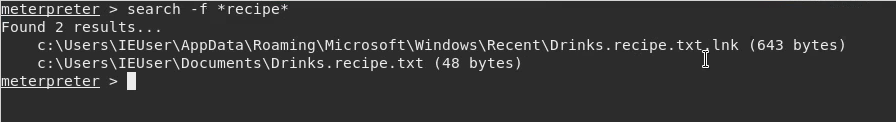 meterpreter > search -f *recipe*
Found 2 results...
    c:\Users\IEUser\AppData\Roaming\Microsoft\Windows\Recent\Drinks.recipe.txt.lnk (643 bytes)
    c:\Users\IEUser\Documents\Drinks.recipe.txt (48 bytes)
meterpreter >